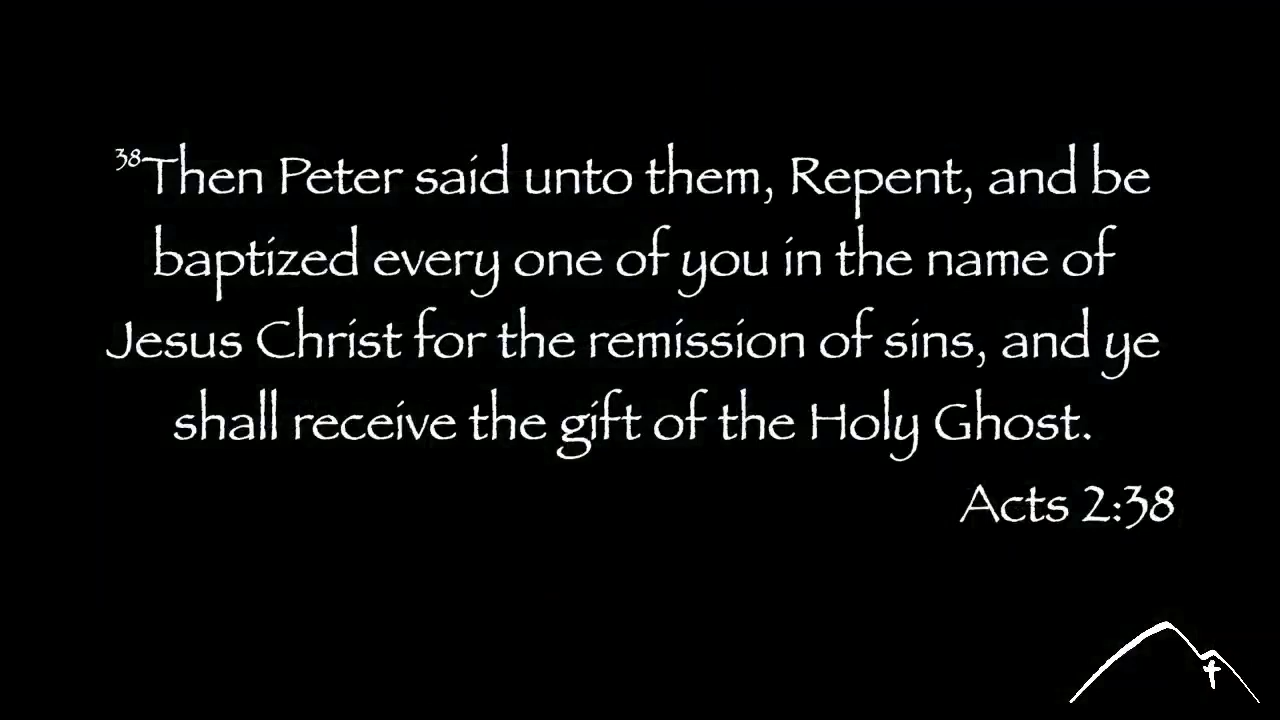 38Then Peter said unto them, Repent, and be
baptized every one of you in the name of
Jesus Christ for the remission of sins, and ye
shall receive the gift of the Holy Ghost.
Acts 2:38